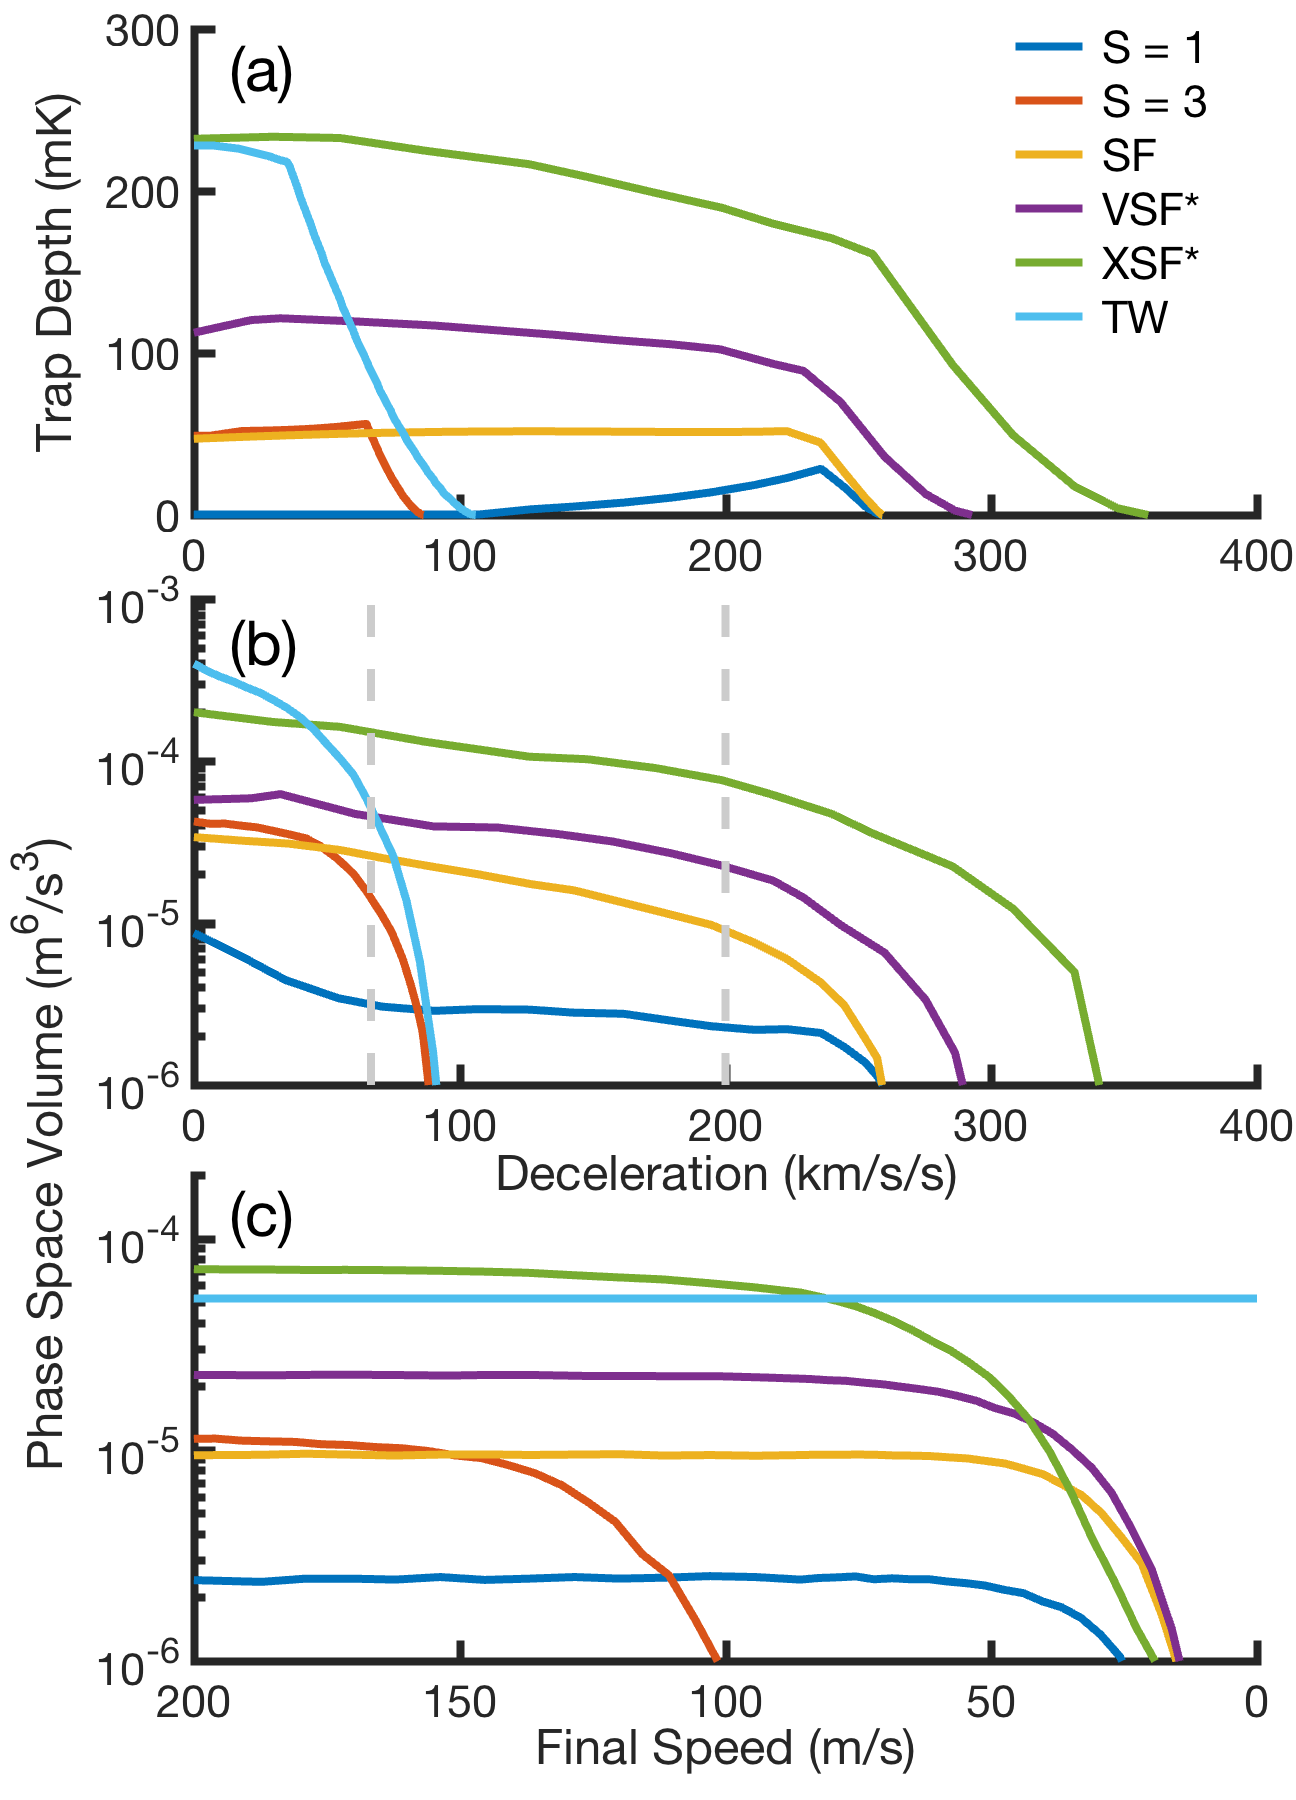 300
(a)
S = 1
S = 3
SF
VSF*
XSF*
TW
200
100
0
Trap Depth (mK)
0 100 200 300 400
10-3
(b)
10-4
10-5
10-6
0 100 200 300 400
Deceleration (km/s/s)
Phase Space Volume (m6/s3)
(c)
10-4
10-5
10-6
200 150 100 50 0
Final Speed (m/s)